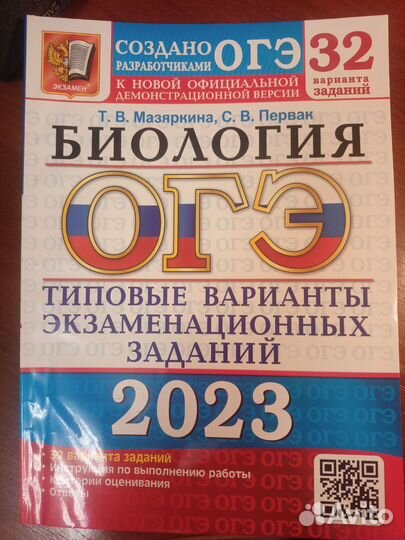 СОЗДАНО
РАЗРАБОТЧИКАМИ ОГЭ
К НОВОЙ ОФИЦИАЛЬНОЙ
ДЕМОНСТРАЦИОННОЙ ВЕРСИИ
32
варианта
заданий
ЭКЗАМЕН
Т. В. Мазяркина, С. В. Первак
БИОЛОГИЯ
ОГЭ
ТИПОВЫЕ ВАРИАНТЫ
ЭКЗАМЕНАЦИОННЫХ
ЗАДАНИЙ
2023
• 32 варианта заданий
• Инструкция по выполнению работы
• Критерии оценивания
• Ответы
Avito